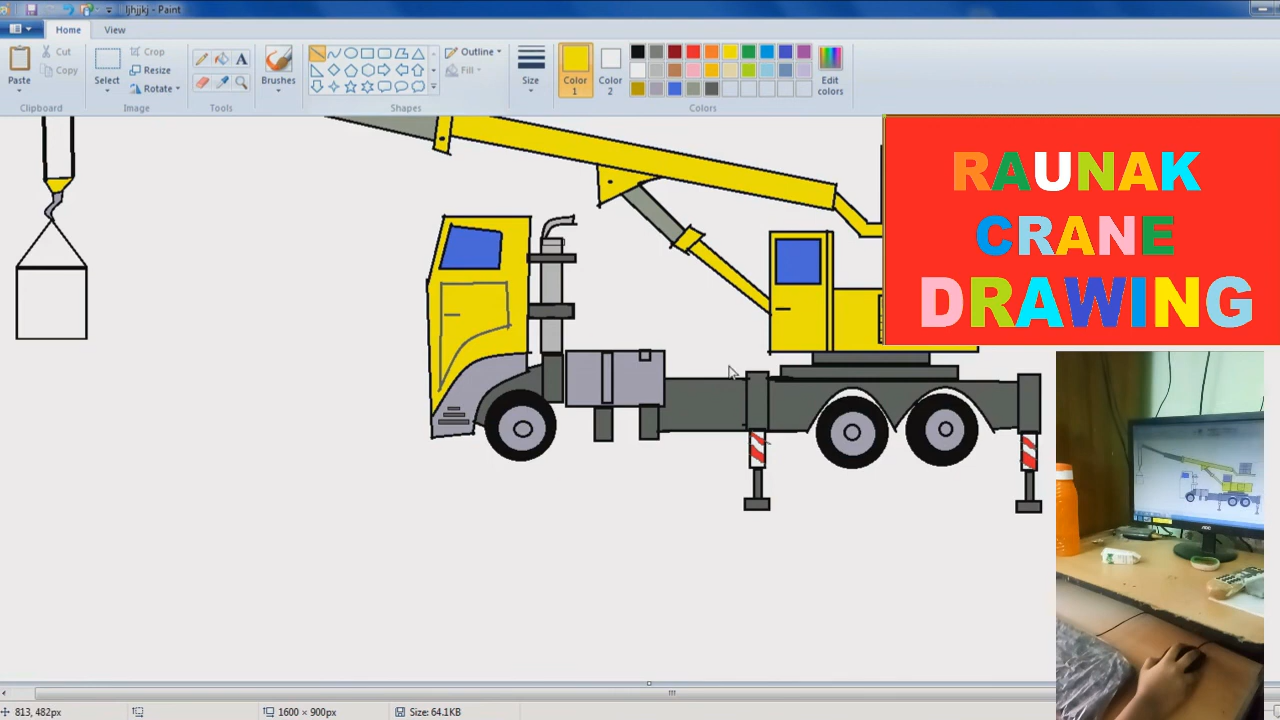 ljhjjkj - Paint
Home View
Paste
Cut
Copy
Clipboard
Select
Crop
Resize
Rotate
Image
Tools
Brushes
Shapes
Outline
Fill
Size
Color 1
Color 2
Colors
Edit colors
RAUNAK
CRANE
DRAWING
813, 482px
1600 × 900px
Size: 64.1KB